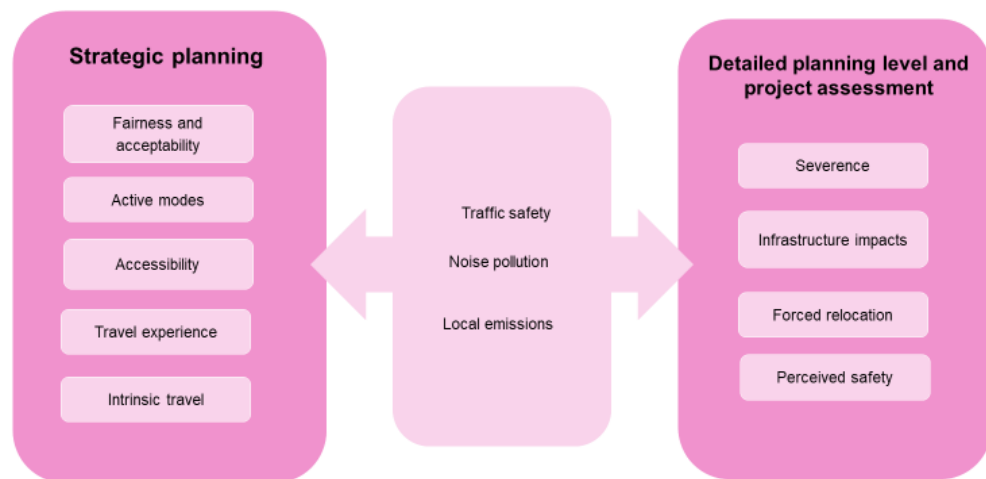 Strategic planning
Fairness and
acceptability
Active modes
Accessibility
Travel experience
Intrinsic travel
Traffic safety
Noise pollution
Local emissions
Detailed planning level and
project assessment
Severence
Infrastructure impacts
Forced relocation
Perceived safety